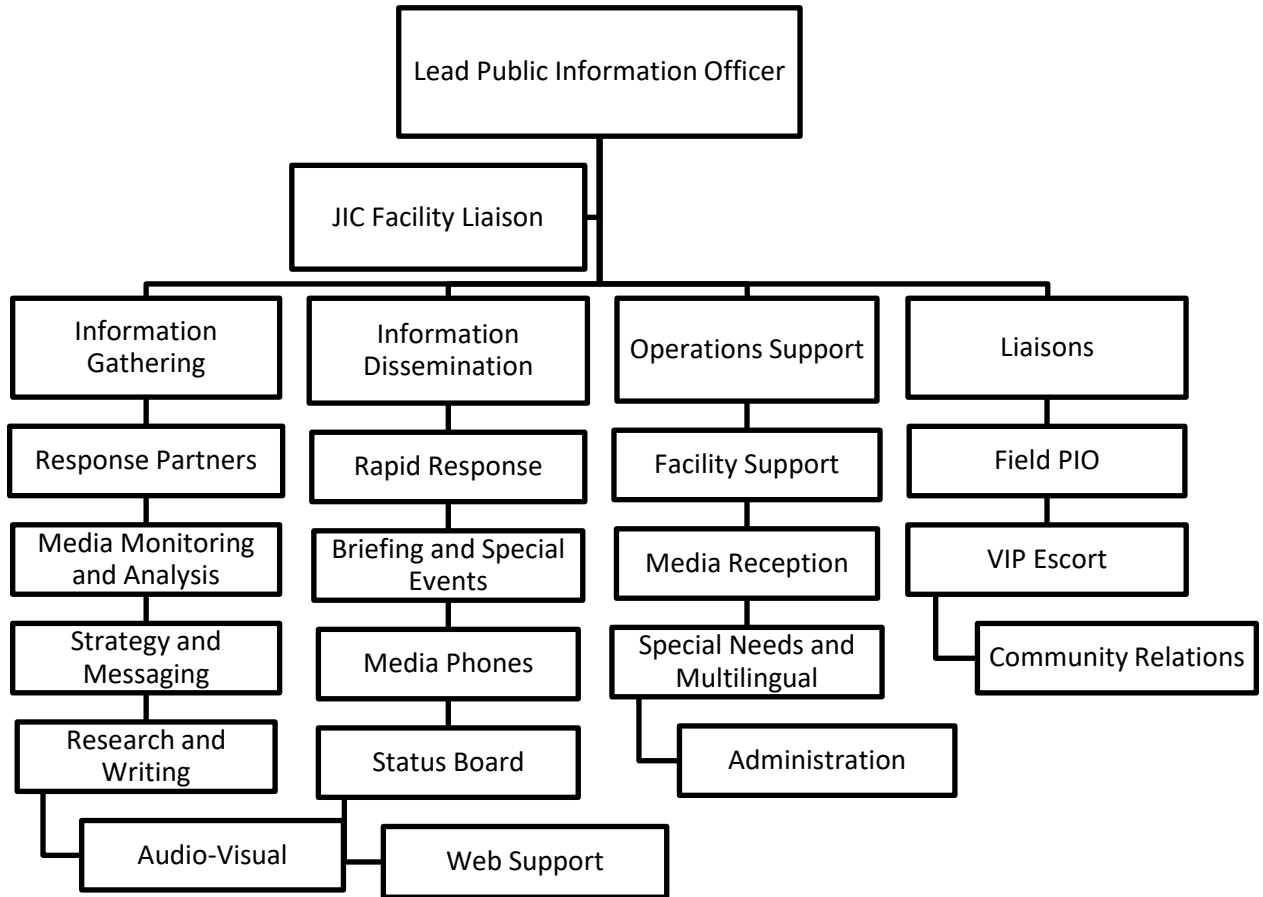 Lead Public Information Officer
JIC Facility Liaison
Information
Gathering
Information
Dissemination
Operations Support
Liaisons
Response Partners
Rapid Response
Facility Support
Field PIO
Media Monitoring
and Analysis
Briefing and Special
Events
Media Reception
VIP Escort
Strategy and
Messaging
Media Phones
Special Needs and
Multilingual
Community Relations
Research and
Writing
Status Board
Administration
Audio-Visual
Web Support